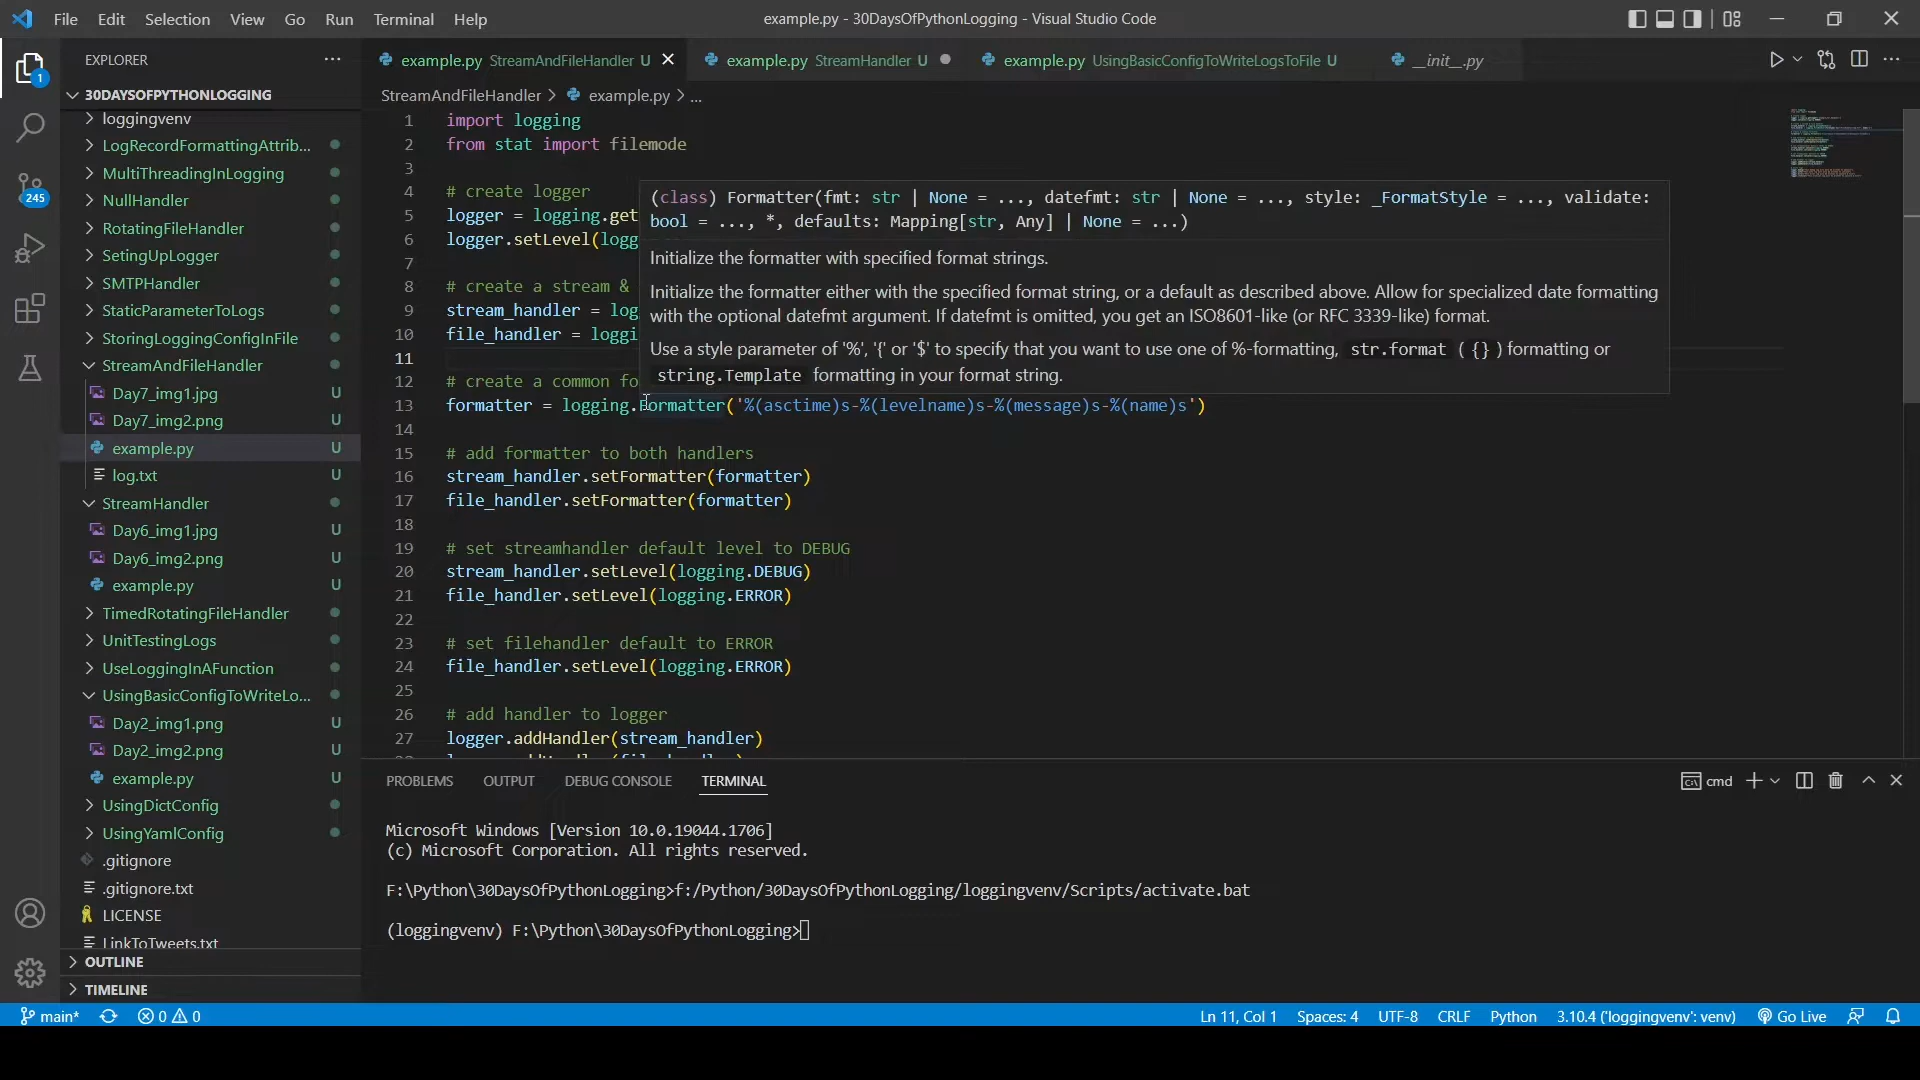 File Edit Selection View Go Run Terminal Help
example.py - 30DaysOfPythonLogging - Visual Studio Code
EXPLORER
example.py StreamAndFileHandler U
example.py StreamHandler U
example.py UsingBasicConfigToWriteLogsToFile U
__init__.py
30DAYSOFPYTHONLOGGING
loggingvenv
LogRecordFormattingAttrib...
MultiThreadingInLogging
NullHandler
RotatingFileHandler
SetingUpLogger
SMTPHandler
StaticParameterToLogs
StoringLoggingConfigInFile
StreamAndFileHandler
Day7_img1.jpg U
Day7_img2.png U
example.py U
log.txt U
StreamHandler
Day6_img1.jpg U
Day6_img2.png U
example.py U
TimedRotatingFileHandler
UnitTestingLogs
UseLoggingInAFunction
UsingBasicConfigToWriteLo...
Day2_img1.png U
Day2_img2.png U
example.py U
UsingDictConfig
UsingYamlConfig
.gitignore
.gitignore.txt
LICENSE
LinkToTweets.txt
OUTLINE
TIMELINE
1
245
StreamAndFileHandler > example.py > ...
1 import logging
2 from stat import filemode
3
4 # create logger
5 logger = logging.get
6 logger.setLevel(logg
7
8 # create a stream &
9 stream_handler = log
10 file_handler = loggi
11
12 # create a common fo
13 formatter = logging.Formatter('%(asctime)s-%(levelname)s-%(message)s-%(name)s')
14
15 # add formatter to both handlers
16 stream_handler.setFormatter(formatter)
17 file_handler.setFormatter(formatter)
18
19 # set streamhandler default level to DEBUG
20 stream_handler.setLevel(logging.DEBUG)
21 file_handler.setLevel(logging.ERROR)
22
23 # set filehandler default to ERROR
24 file_handler.setLevel(logging.ERROR)
25
26 # add handler to logger
27 logger.addHandler(stream_handler)
(class) Formatter(fmt: str | None = ..., datefmt: str | None = ..., style: _FormatStyle = ..., validate:
bool = ..., *, defaults: Mapping[str, Any] | None = ...)
Initialize the formatter with specified format strings.
Initialize the formatter either with the specified format string, or a default as described above. Allow for specialized date formatting
with the optional datefmt argument. If datefmt is omitted, you get an ISO8601-like (or RFC 3339-like) format.
Use a style parameter of '%', '{' or '$' to specify that you want to use one of %-formatting, str.format ( {} ) formatting or
string.Template formatting in your format string.
PROBLEMS OUTPUT DEBUG CONSOLE TERMINAL
cmd
Microsoft Windows [Version 10.0.19044.1706]
(c) Microsoft Corporation. All rights reserved.
F:\Python\30DaysOfPythonLogging>f:/Python/30DaysOfPythonLogging/loggingvenv/Scripts/activate.bat
(loggingvenv) F:\Python\30DaysOfPythonLogging>
main* 0 0
Ln 11, Col 1 Spaces: 4 UTF-8 CRLF Python 3.10.4 ('loggingvenv': venv) Go Live